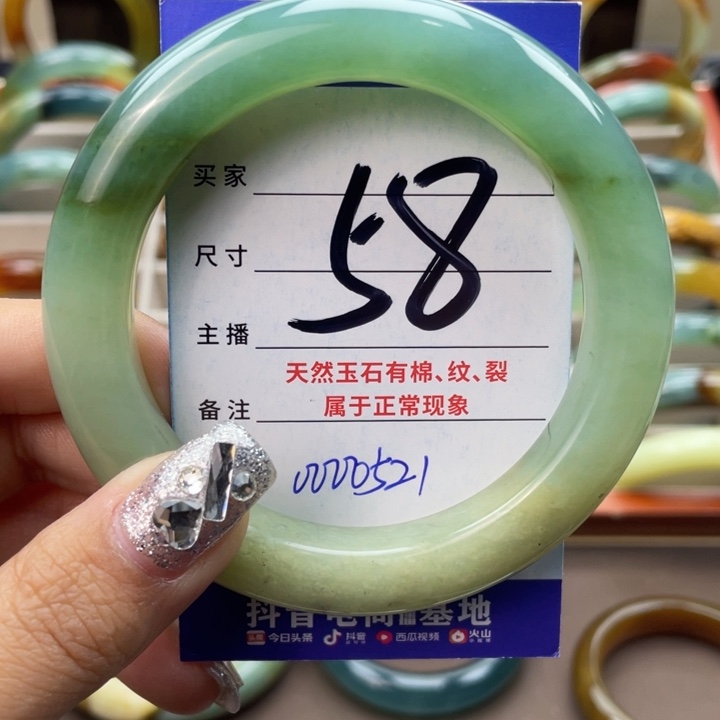 买家
58
尺寸
主播
天然玉石有棉、纹、裂
属于正常现象
备注
0000521
抖音电商 基地
头条 今日头条 抖音 西瓜视频 火山